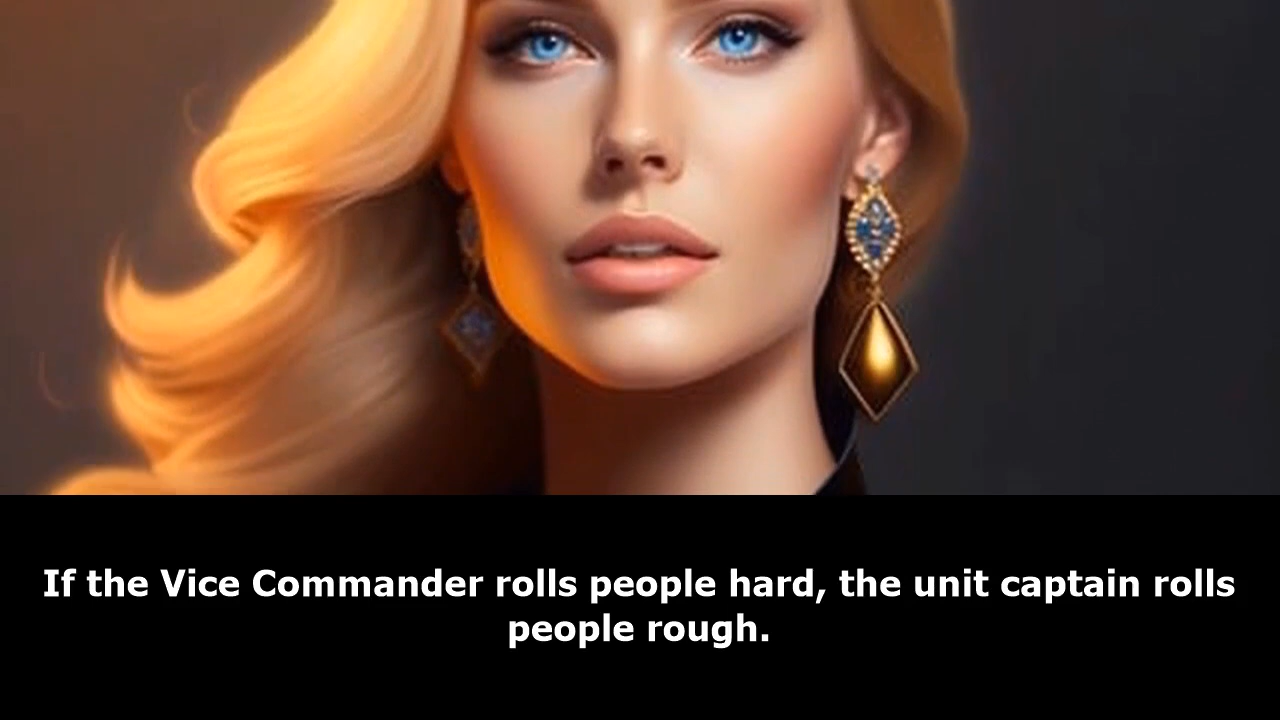 If the Vice Commander rolls people hard, the unit captain rolls
people rough.